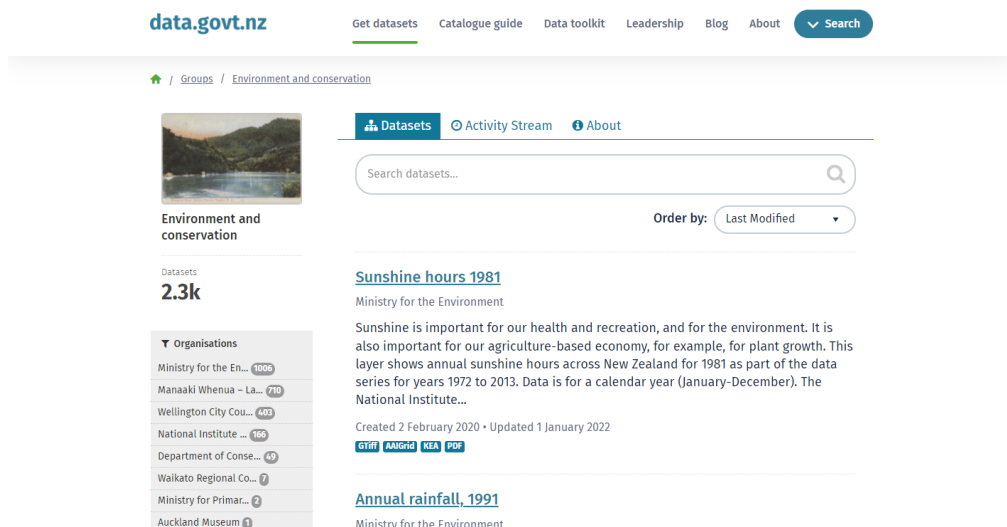 data.govt.nz
Get datasets Catalogue guide Data toolkit Leadership Blog About Search
/ Groups / Environment and conservation
Environment and
conservation
Datasets
2.3k
Organisations
Ministry for the En... 1006
Manaaki Whenua – La... 710
Wellington City Cou... 403
National Institute ... 166
Department of Conse... 49
Waikato Regional Co... 7
Ministry for Primar... 2
Auckland Museum 1
Datasets Activity Stream About
Search datasets...
Order by: Last Modified
Sunshine hours 1981
Ministry for the Environment
Sunshine is important for our health and recreation, and for the environment. It is
also important for our agriculture-based economy, for example, for plant growth. This
layer shows annual sunshine hours across New Zealand for 1981 as part of the data
series for years 1972 to 2013. Data is for a calendar year (January-December). The
National Institute...
Created 2 February 2020 • Updated 1 January 2022
GTiff AAIGrid KEA PDF
Annual rainfall, 1991
Ministry for the Environment